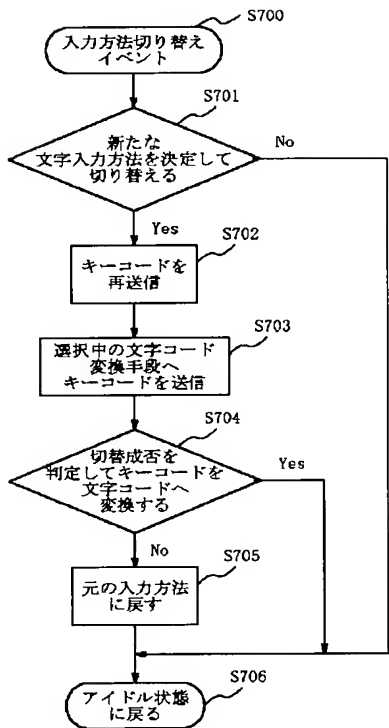 S700
入力方法切り替え
イベント
S701
新たな
文字入力方法を決定して
切り替える
No
Yes
S702
キーコードを
再送信
S703
選択中の文字コード
変換手段へ
キーコードを送信
S704
切替成否を
判定してキーコードを
文字コードへ
変換する
Yes
No
S705
元の入力方法
に戻す
S706
アイドル状態
に戻る